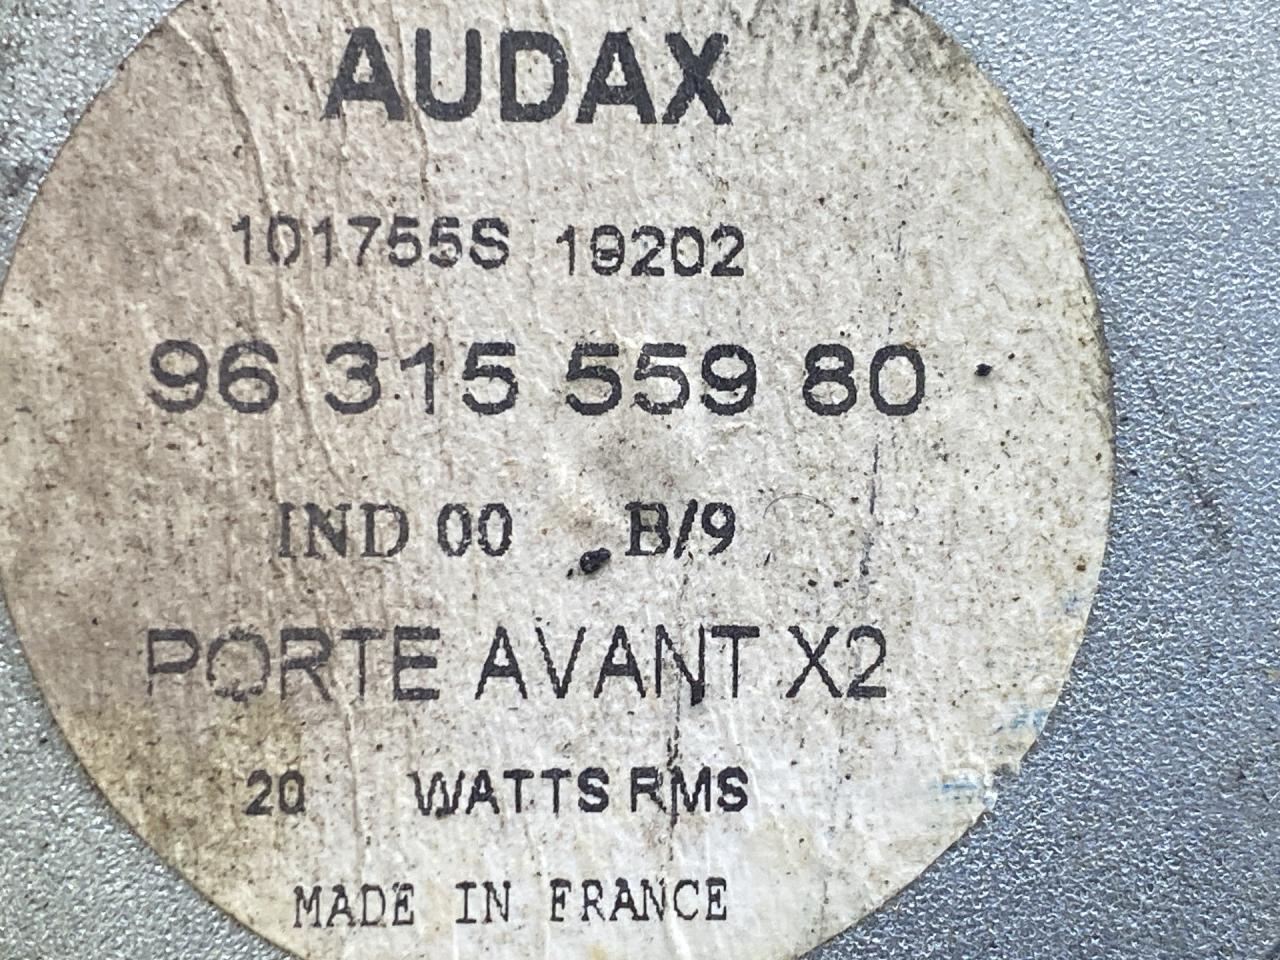 AUDAX
101755S 19202
96 315 559 80
IND 00 B/9
PORTE AVANT X2
20 WATTS RMS
MADE IN FRANCE